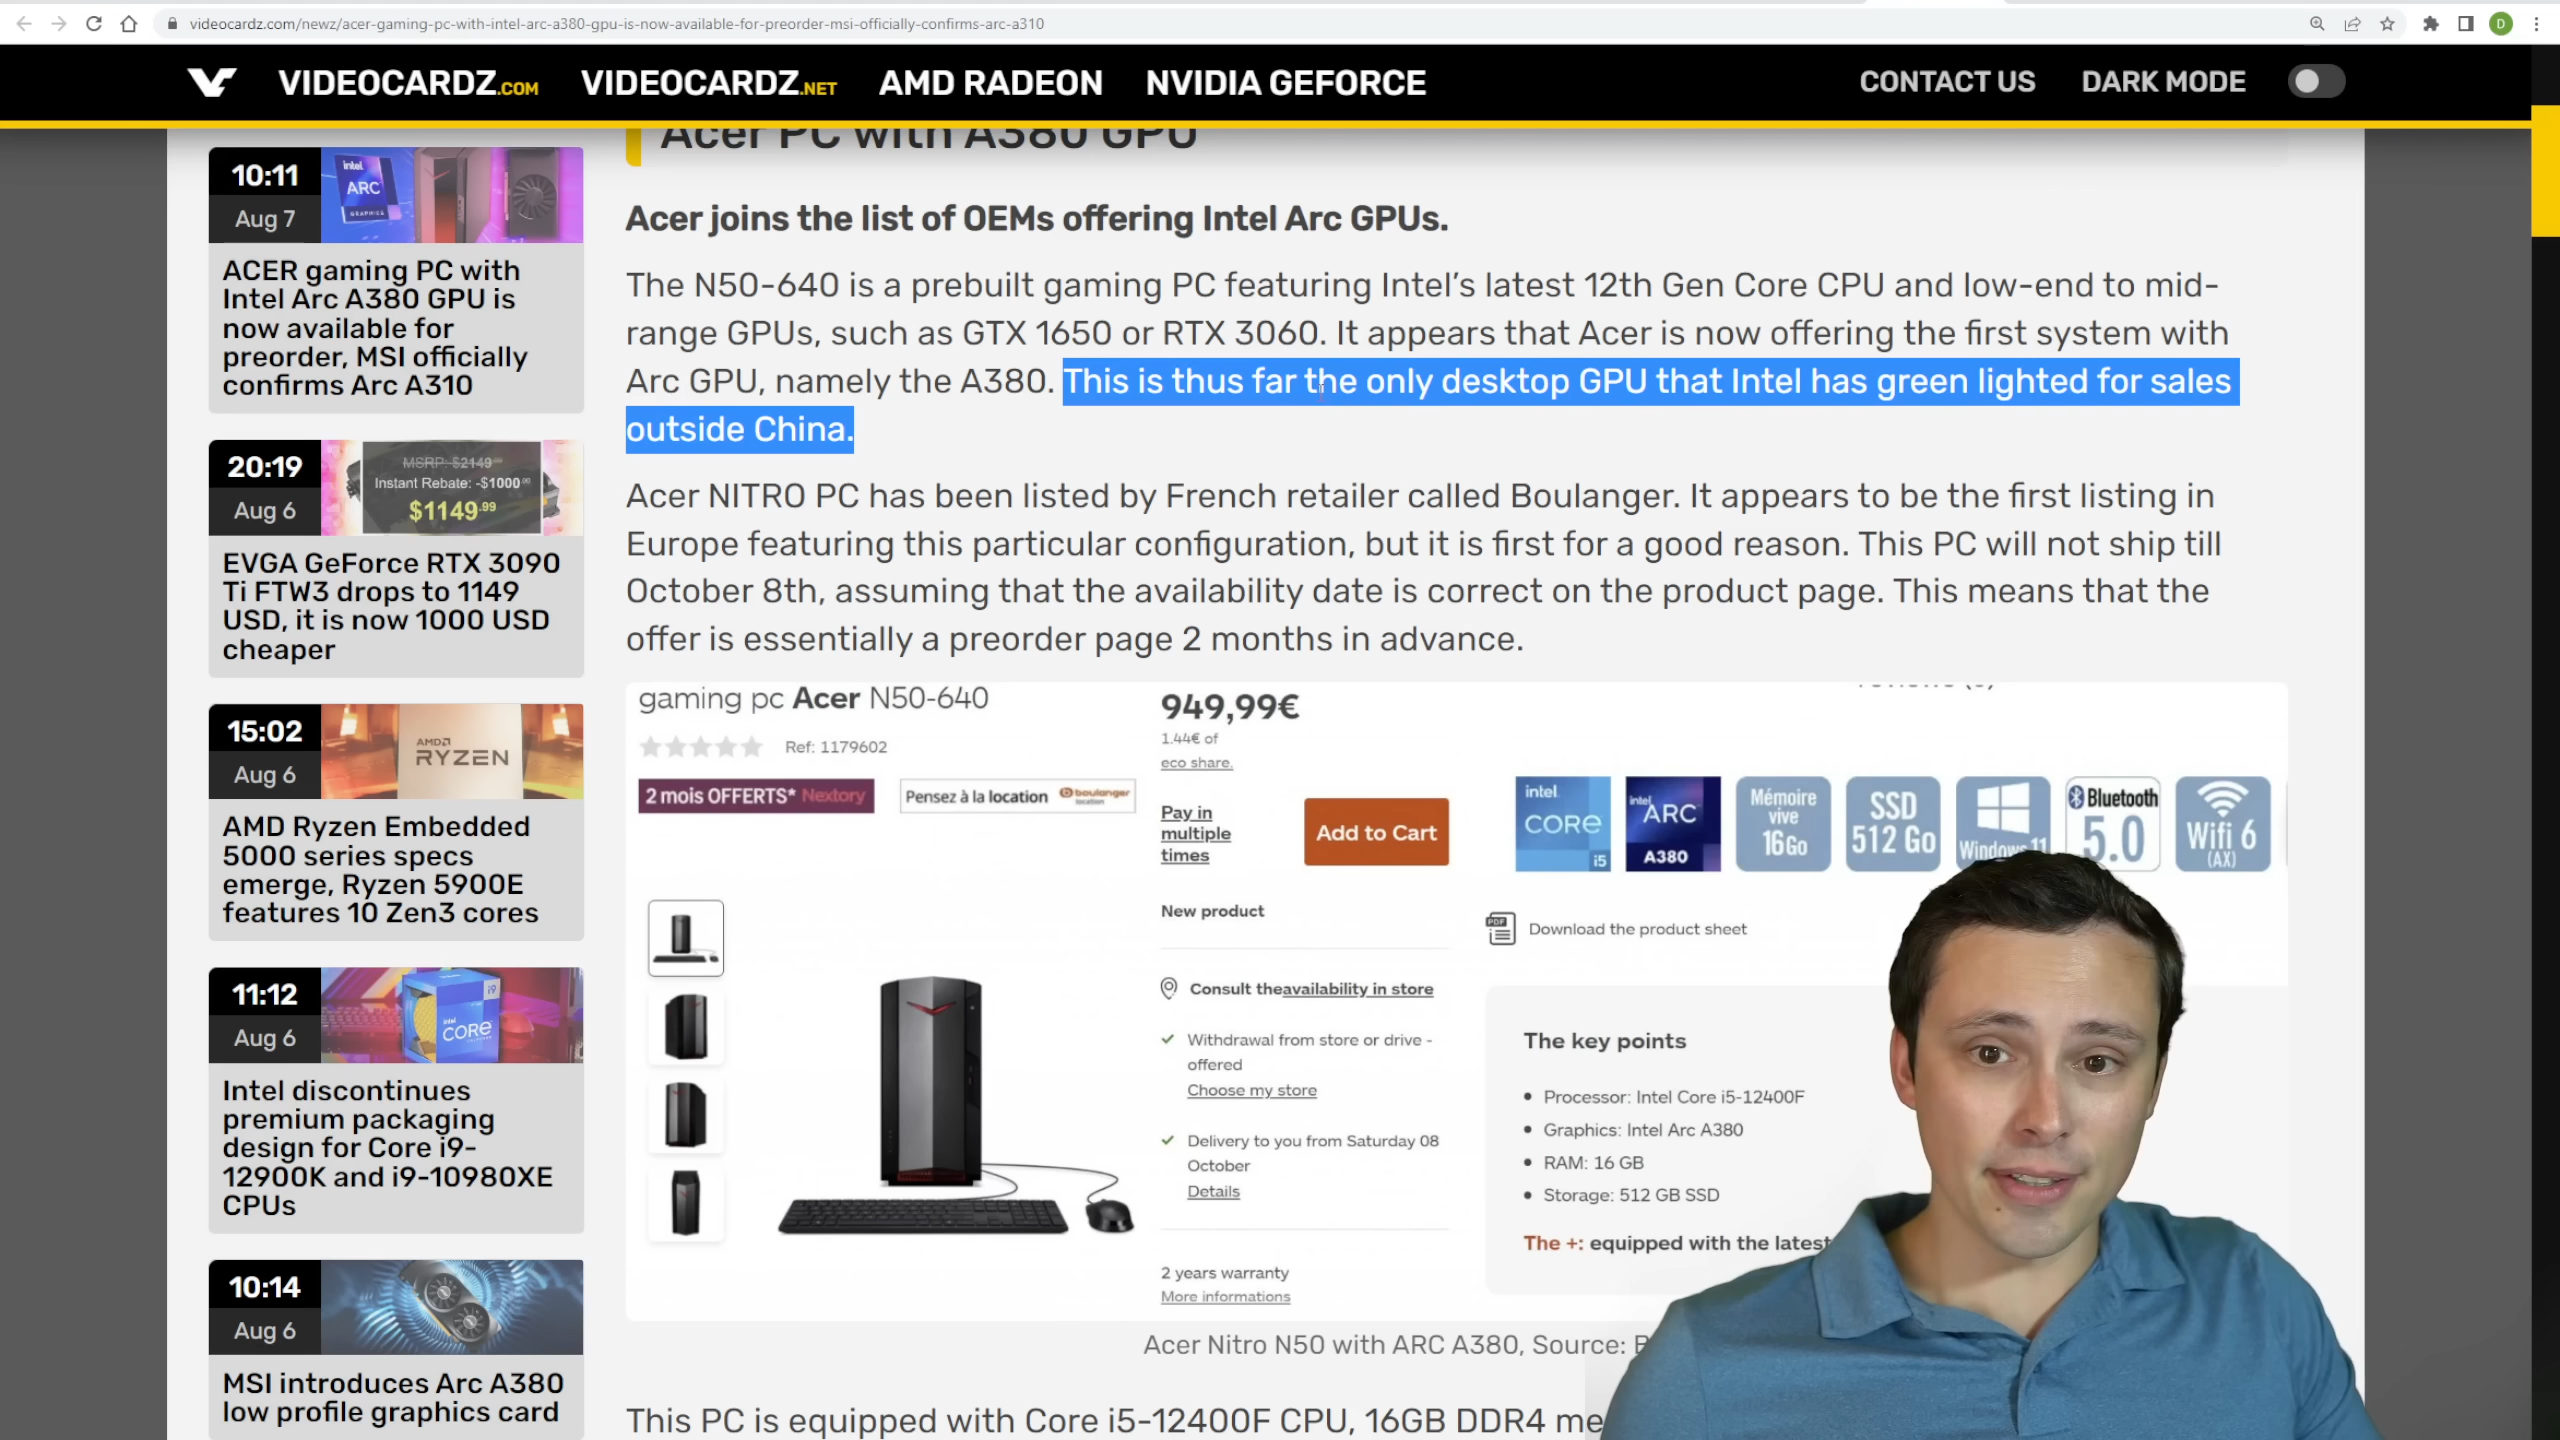 videocardz.com/newz/acer-gaming-pc-with-intel-arc-a380-gpu-is-now-available-for-preorder-msi-officially-confirms-arc-a310
D
VIDEOCARDZ.COM
VIDEOCARDZ.NET
AMD RADEON
NVIDIA GEFORCE
CONTACT US
DARK MODE
10:11
Aug 7
intel
ARC
GRAPHICS
ACER gaming PC with
Intel Arc A380 GPU is
now available for
preorder, MSI officially
confirms Arc A310
20:19
Aug 6
MSRP: $2149.99
Instant Rebate: -$1000.00
$1149.99
EVGA GeForce RTX 3090
Ti FTW3 drops to 1149
USD, it is now 1000 USD
cheaper
15:02
Aug 6
AMD
RYZEN
AMD Ryzen Embedded
5000 series specs
emerge, Ryzen 5900E
features 10 Zen3 cores
11:12
Aug 6
i9
intel
CORE
Intel discontinues
premium packaging
design for Core i9-
12900K and i9-10980XE
CPUs
10:14
Aug 6
MSI introduces Arc A380
low profile graphics card
Acer PC with A380 GPU
Acer joins the list of OEMs offering Intel Arc GPUs.
The N50-640 is a prebuilt gaming PC featuring Intel's latest 12th Gen Core CPU and low-end to mid-
range GPUs, such as GTX 1650 or RTX 3060. It appears that Acer is now offering the first system with
Arc GPU, namely the A380. This is thus far the only desktop GPU that Intel has green lighted for sales
outside China.
Acer NITRO PC has been listed by French retailer called Boulanger. It appears to be the first listing in
Europe featuring this particular configuration, but it is first for a good reason. This PC will not ship till
October 8th, assuming that the availability date is correct on the product page. This means that the
offer is essentially a preorder page 2 months in advance.
gaming pc Acer N50-640
Ref: 1179602
2 mois OFFERTS* Nextory
Pensez à la location
boulanger
location
949,99€
1.44€ of
eco share.
Pay in
multiple
times
Add to Cart
New product
Consult theavailability in store
Withdrawal from store or drive -
offered
Choose my store
Delivery to you from Saturday 08
October
Details
2 years warranty
More informations
intel
CORE
i5
intel
ARC
A380
Mémoire
vive
16Go
SSD
512 Go
Windows 11
Bluetooth
5.0
Wifi 6
(AX)
PDF
Download the product sheet
The key points
Processor: Intel Core i5-12400F
Graphics: Intel Arc A380
RAM: 16 GB
Storage: 512 GB SSD
The +: equipped with the latest
Acer Nitro N50 with ARC A380, Source:
This PC is equipped with Core i5-12400F CPU, 16GB DDR4